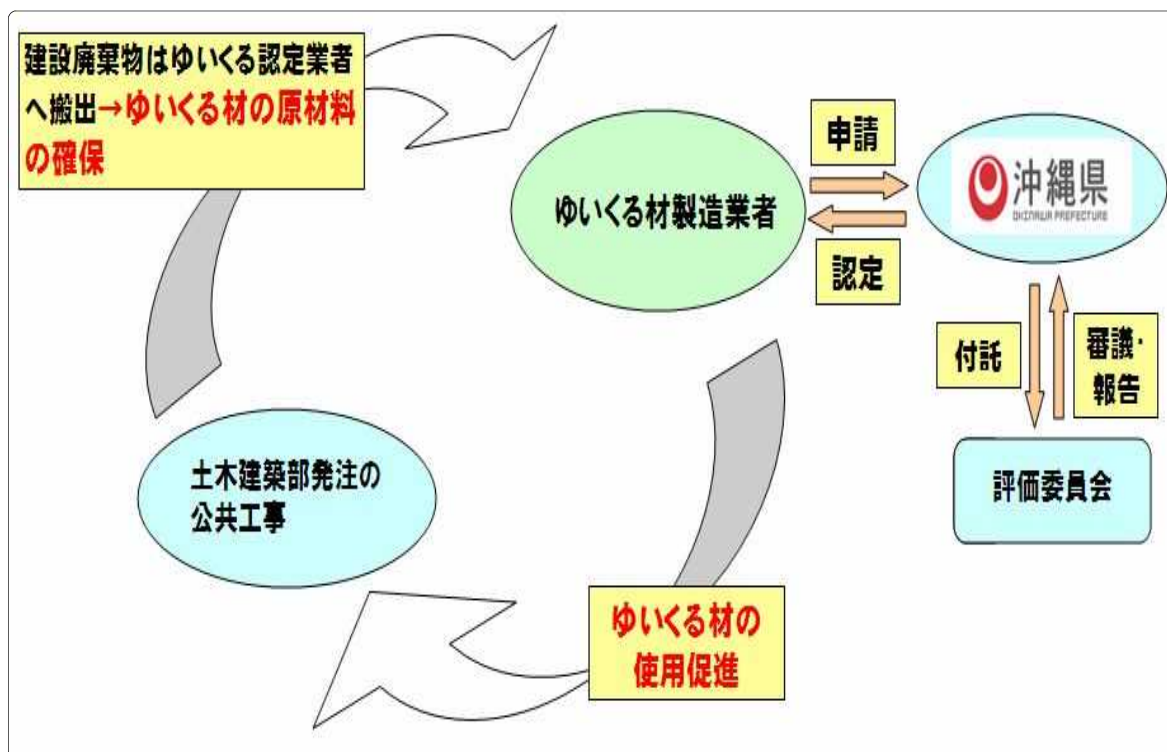 建設廃棄物はゆいくる認定業者
へ搬出→ゆいくる材の原材料
の確保
ゆいくる材製造業者
申請
認定
沖縄県
OKINAWA PREFECTURE
付託
審議・
報告
評価委員会
土木建築部発注の
公共工事
ゆいくる材の
使用促進